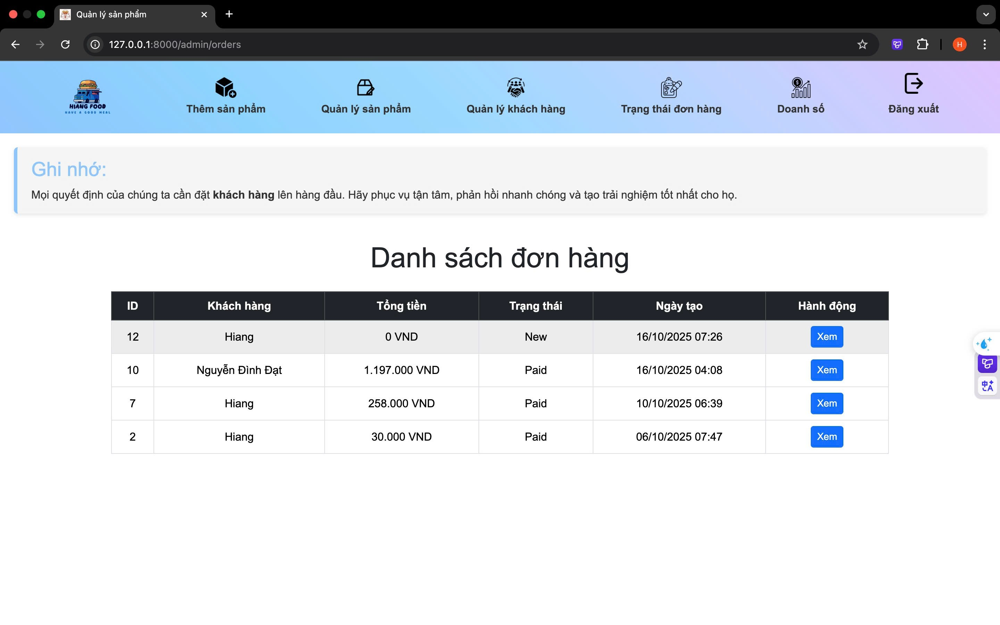 Quản lý sản phẩm
127.0.0.1:8000/admin/orders
H
HIANG FOOD
HAVE A GOOD MEAL
Thêm sản phẩm
Quản lý sản phẩm
Quản lý khách hàng
Trạng thái đơn hàng
Doanh số
Đăng xuất
Ghi nhớ:
Mọi quyết định của chúng ta cần đặt khách hàng lên hàng đầu. Hãy phục vụ tận tâm, phản hồi nhanh chóng và tạo trải nghiệm tốt nhất cho họ.
Danh sách đơn hàng
ID Khách hàng Tổng tiền Trạng thái Ngày tạo Hành động
12 Hiang 0 VND New 16/10/2025 07:26 Xem
10 Nguyễn Đình Đạt 1.197.000 VND Paid 16/10/2025 04:08 Xem
7 Hiang 258.000 VND Paid 10/10/2025 06:39 Xem
2 Hiang 30.000 VND Paid 06/10/2025 07:47 Xem
中A